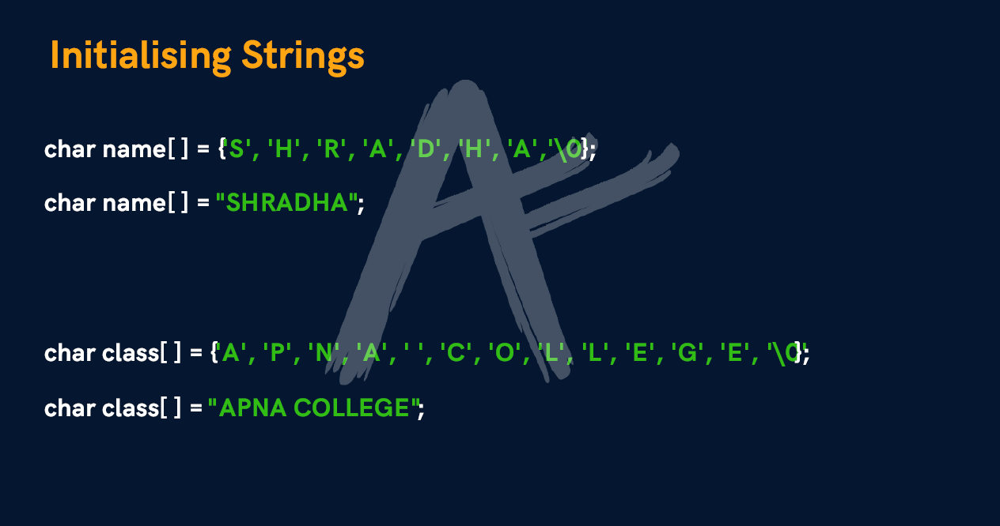 Initialising Strings
char name[ ] = {'S', 'H', 'R', 'A', 'D', 'H', 'A','\0'};
char name[ ] = "SHRADHA";
char class[ ] = {'A', 'P', 'N', 'A', ' ', 'C', 'O', 'L', 'L', 'E', 'G', 'E', '\0'};
char class[ ] = "APNA COLLEGE";